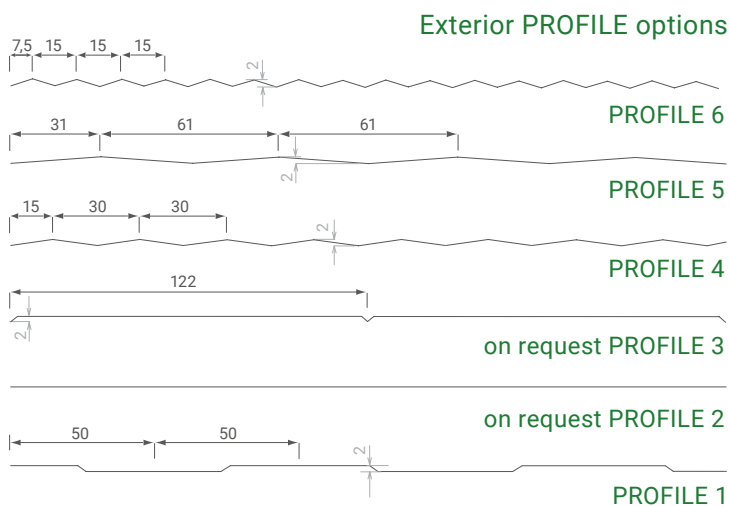 Exterior PROFILE options
7,5 15 15 15
2
PROFILE 6
31 61 61
2
PROFILE 5
15 30 30
2
PROFILE 4
122
2
on request PROFILE 3
on request PROFILE 2
50 50
2
PROFILE 1